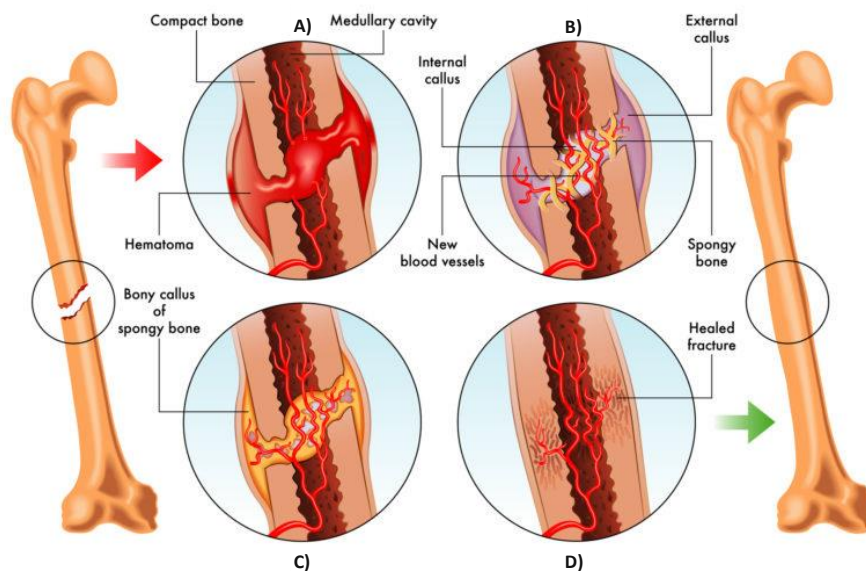 A)
Compact bone
Medullary cavity
Hematoma
B)
Internal
callus
External
callus
New
blood vessels
Spongy
bone
Bony callus
of
spongy bone
C)
Healed
fracture
D)